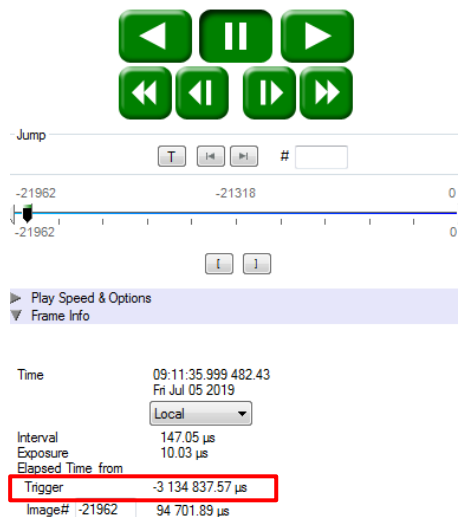 Jump
T #
-21962 -21318 0
-21962 0
[ ]
Play Speed & Options
Frame Info
Time 09:11:35.999 482.43
Fri Jul 05 2019
Local
Interval 147.05 µs
Exposure 10.03 µs
Elapsed Time from
Trigger -3 134 837.57 µs
Image# -21962 94 701.89 µs